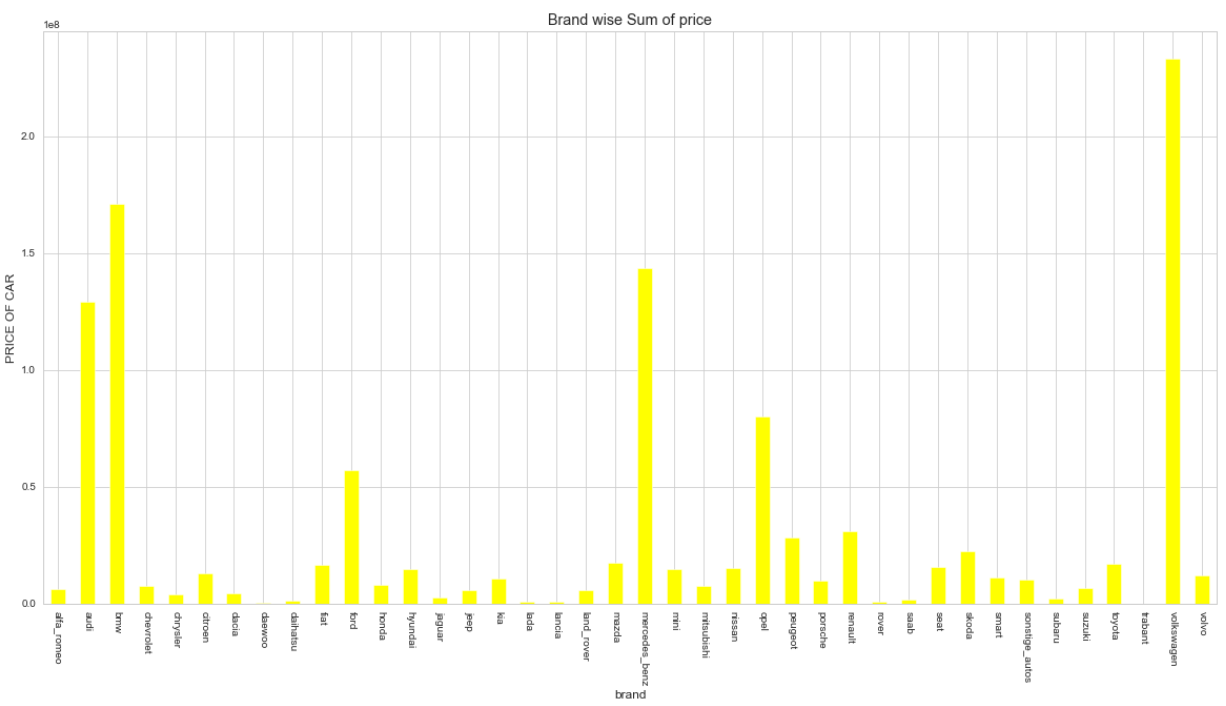 Brand wise Sum of price
1e8
PRICE OF CAR
2.0
1.5
1.0
0.5
0.0
alfa_romeo
audi
bmw
chevrolet
chrysler
citroen
dacia
daewoo
daihatsu
fiat
ford
honda
hyundai
jaguar
jeep
kia
lada
lancia
land_rover
mazda
mercedes_benz
mini
mitsubishi
nissan
opel
peugeot
porsche
renault
rover
saab
seat
skoda
smart
sonstige_autos
subaru
suzuki
toyota
trabant
volkswagen
volvo
brand